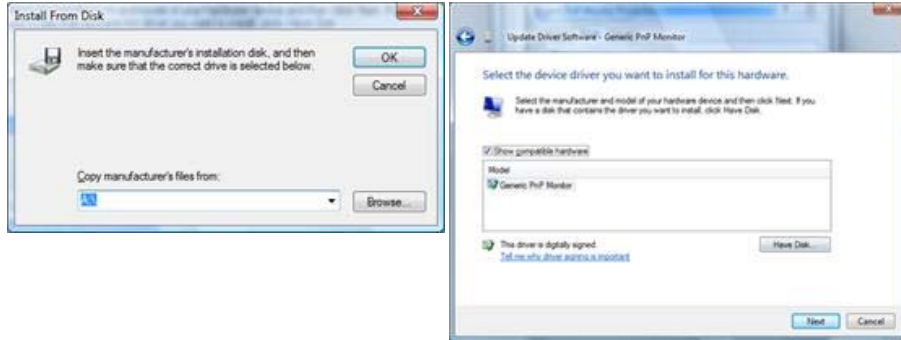 Install From Disk
Insert the manufacturer's installation disk, and then
make sure that the correct drive is selected below.
OK
Cancel
Copy manufacturer's files from:
A:\
Browse...
Update Driver Software - Generic PnP Monitor
Select the device driver you want to install for this hardware.
Select the manufacturer and model of your hardware device and then click Next. If you
have a disk that contains the driver you want to install, click Have Disk.
Show compatible hardware
Model
Generic PnP Monitor
This driver is digitally signed.
Tell me why driver signing is important
Have Disk...
Next
Cancel